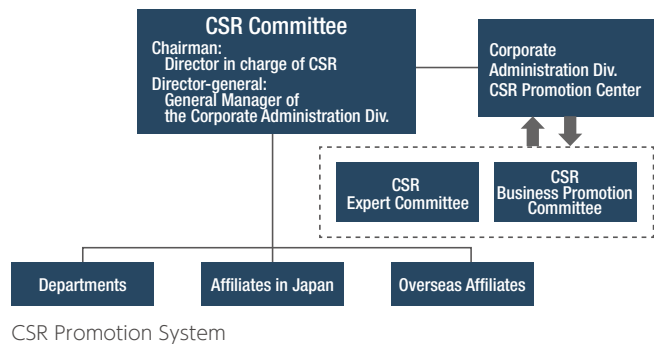 CSR Committee
Chairman:
Director in charge of CSR
Director-general:
General Manager of
the Corporate Administration Div.
Corporate
Administration Div.
CSR Promotion Center
CSR
Expert Committee
CSR
Business Promotion
Committee
Departments
Affiliates in Japan
Overseas Affiliates
CSR Promotion System